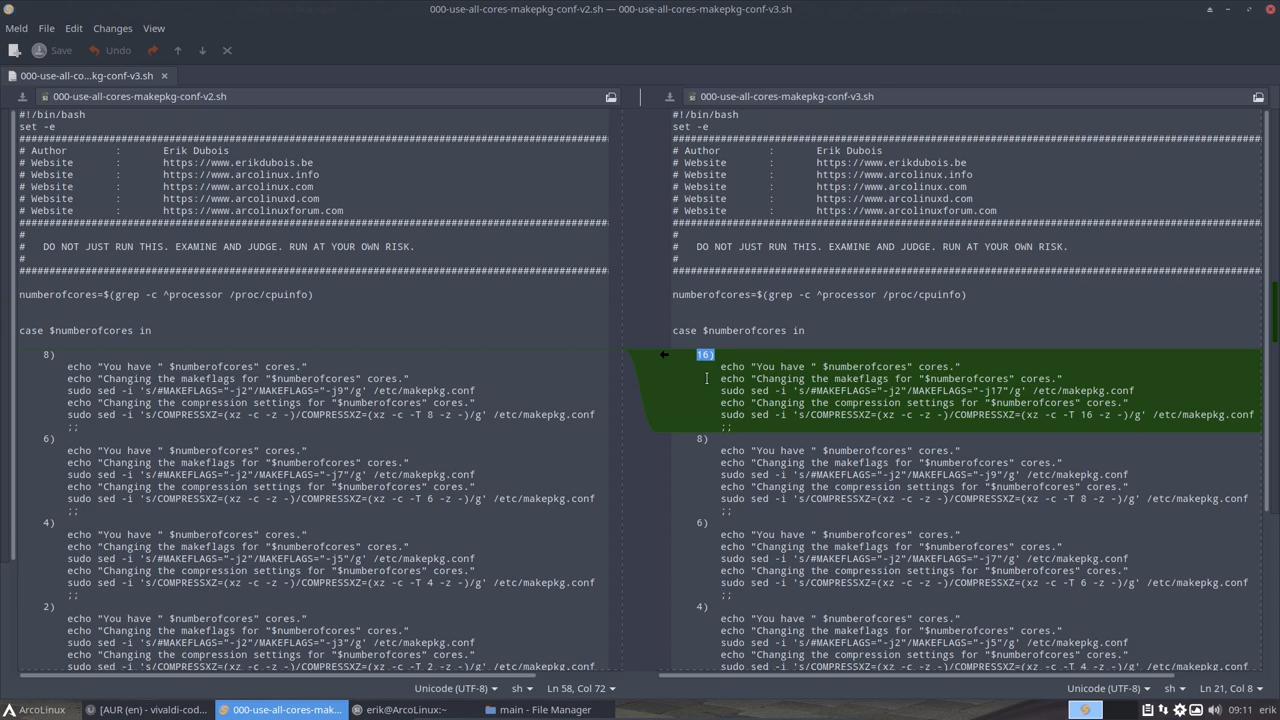 000-use-all-cores-makepkg-conf-v2.sh — 000-use-all-cores-makepkg-conf-v3.sh
Meld File Edit Changes View
Save Undo
000-use-all-co...kg-conf-v3.sh
000-use-all-cores-makepkg-conf-v2.sh
#!/bin/bash
set -e
##################################################################################################
# Author : Erik Dubois
# Website : https://www.erikdubois.be
# Website : https://www.arcolinux.info
# Website : https://www.arcolinux.com
# Website : https://www.arcolinuxd.com
# Website : https://www.arcolinuxforum.com
##################################################################################################
#
# DO NOT JUST RUN THIS. EXAMINE AND JUDGE. RUN AT YOUR OWN RISK.
#
##################################################################################################
numberofcores=$(grep -c ^processor /proc/cpuinfo)
case $numberofcores in
8)
echo "You have " $numberofcores" cores."
echo "Changing the makeflags for "$numberofcores" cores."
sudo sed -i 's/#MAKEFLAGS="-j2"/MAKEFLAGS="-j9"/g' /etc/makepkg.conf
echo "Changing the compression settings for "$numberofcores" cores."
sudo sed -i 's/COMPRESSXZ=(xz -c -z -)/COMPRESSXZ=(xz -c -T 8 -z -)/g' /etc/makepkg.conf
;;
6)
echo "You have " $numberofcores" cores."
echo "Changing the makeflags for "$numberofcores" cores."
sudo sed -i 's/#MAKEFLAGS="-j2"/MAKEFLAGS="-j7"/g' /etc/makepkg.conf
echo "Changing the compression settings for "$numberofcores" cores."
sudo sed -i 's/COMPRESSXZ=(xz -c -z -)/COMPRESSXZ=(xz -c -T 6 -z -)/g' /etc/makepkg.conf
;;
4)
echo "You have " $numberofcores" cores."
echo "Changing the makeflags for "$numberofcores" cores."
sudo sed -i 's/#MAKEFLAGS="-j2"/MAKEFLAGS="-j5"/g' /etc/makepkg.conf
echo "Changing the compression settings for "$numberofcores" cores."
sudo sed -i 's/COMPRESSXZ=(xz -c -z -)/COMPRESSXZ=(xz -c -T 4 -z -)/g' /etc/makepkg.conf
;;
2)
echo "You have " $numberofcores" cores."
echo "Changing the makeflags for "$numberofcores" cores."
sudo sed -i 's/#MAKEFLAGS="-j2"/MAKEFLAGS="-j3"/g' /etc/makepkg.conf
echo "Changing the compression settings for "$numberofcores" cores."
sudo sed -i 's/COMPRESSXZ=(xz -c -z -)/COMPRESSXZ=(xz -c -T 2 -z -)/g' /etc/makepkg.conf
Unicode (UTF-8) sh Ln 58, Col 72
000-use-all-cores-makepkg-conf-v3.sh
#!/bin/bash
set -e
##################################################################################################
# Author : Erik Dubois
# Website : https://www.erikdubois.be
# Website : https://www.arcolinux.info
# Website : https://www.arcolinux.com
# Website : https://www.arcolinuxd.com
# Website : https://www.arcolinuxforum.com
##################################################################################################
#
# DO NOT JUST RUN THIS. EXAMINE AND JUDGE. RUN AT YOUR OWN RISK.
#
##################################################################################################
numberofcores=$(grep -c ^processor /proc/cpuinfo)
case $numberofcores in
16)
echo "You have " $numberofcores" cores."
echo "Changing the makeflags for "$numberofcores" cores."
sudo sed -i 's/#MAKEFLAGS="-j2"/MAKEFLAGS="-j17"/g' /etc/makepkg.conf
echo "Changing the compression settings for "$numberofcores" cores."
sudo sed -i 's/COMPRESSXZ=(xz -c -z -)/COMPRESSXZ=(xz -c -T 16 -z -)/g' /etc/makepkg.conf
;;
8)
echo "You have " $numberofcores" cores."
echo "Changing the makeflags for "$numberofcores" cores."
sudo sed -i 's/#MAKEFLAGS="-j2"/MAKEFLAGS="-j9"/g' /etc/makepkg.conf
echo "Changing the compression settings for "$numberofcores" cores."
sudo sed -i 's/COMPRESSXZ=(xz -c -z -)/COMPRESSXZ=(xz -c -T 8 -z -)/g' /etc/makepkg.conf
;;
6)
echo "You have " $numberofcores" cores."
echo "Changing the makeflags for "$numberofcores" cores."
sudo sed -i 's/#MAKEFLAGS="-j2"/MAKEFLAGS="-j7"/g' /etc/makepkg.conf
echo "Changing the compression settings for "$numberofcores" cores."
sudo sed -i 's/COMPRESSXZ=(xz -c -z -)/COMPRESSXZ=(xz -c -T 6 -z -)/g' /etc/makepkg.conf
;;
4)
echo "You have " $numberofcores" cores."
echo "Changing the makeflags for "$numberofcores" cores."
sudo sed -i 's/#MAKEFLAGS="-j2"/MAKEFLAGS="-j5"/g' /etc/makepkg.conf
echo "Changing the compression settings for "$numberofcores" cores."
sudo sed -i 's/COMPRESSXZ=(xz -c -z -)/COMPRESSXZ=(xz -c -T 4 -z -)/g' /etc/makepkg.conf
Unicode (UTF-8) sh Ln 21, Col 8
ArcoLinux [AUR (en) - vivaldi-cod... 000-use-all-cores-mak... erik@ArcoLinux:~ main - File Manager 09:11 erik